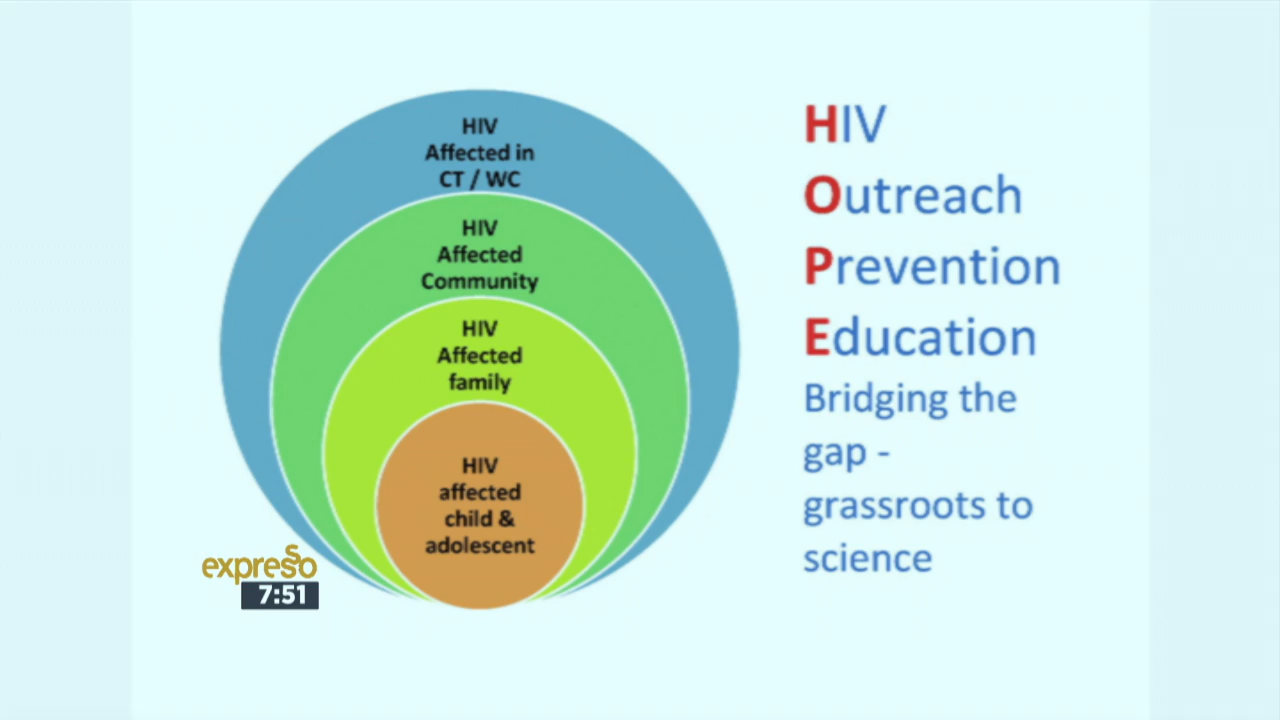 HIV
Affected in
CT / WC
HIV
Affected
Community
HIV
Affected
family
HIV
affected
child &
adolescent
HIV
Outreach
Prevention
Education
Bridging the
gap -
grassroots to
science
expresso
7:51